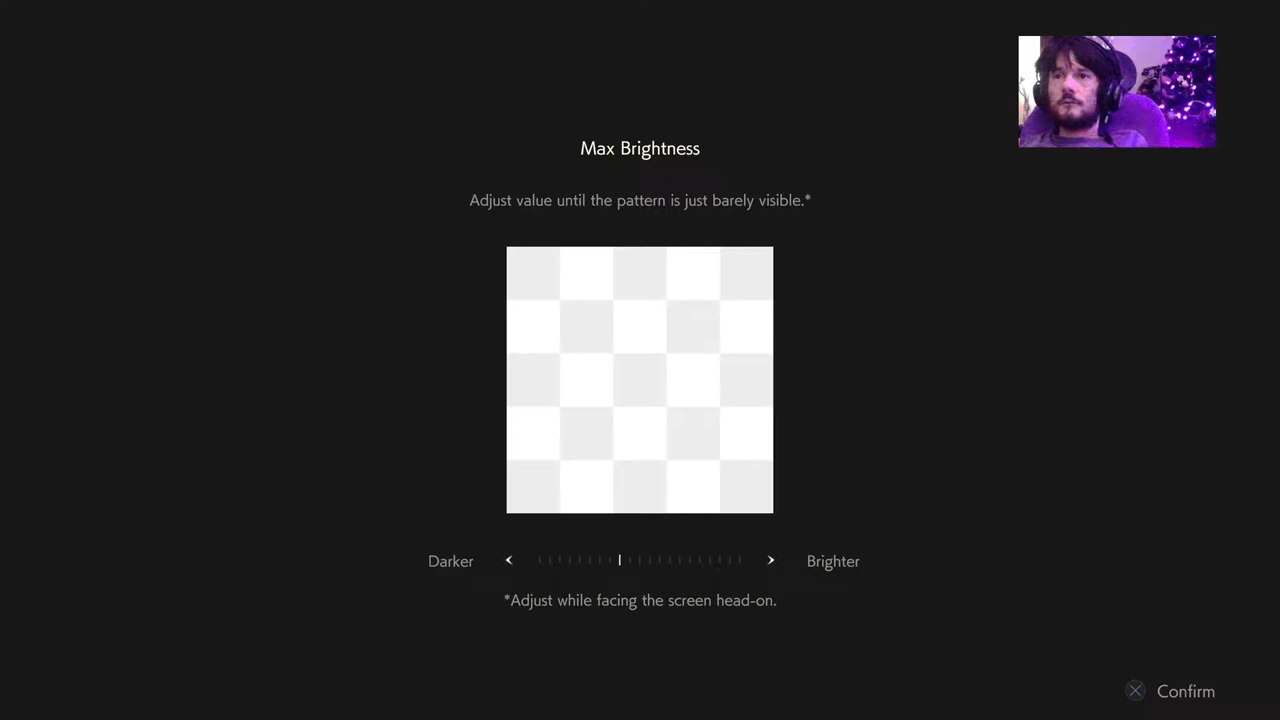 Max Brightness
Adjust value until the pattern is just barely visible.*
Darker
Brighter
*Adjust while facing the screen head-on.
Confirm